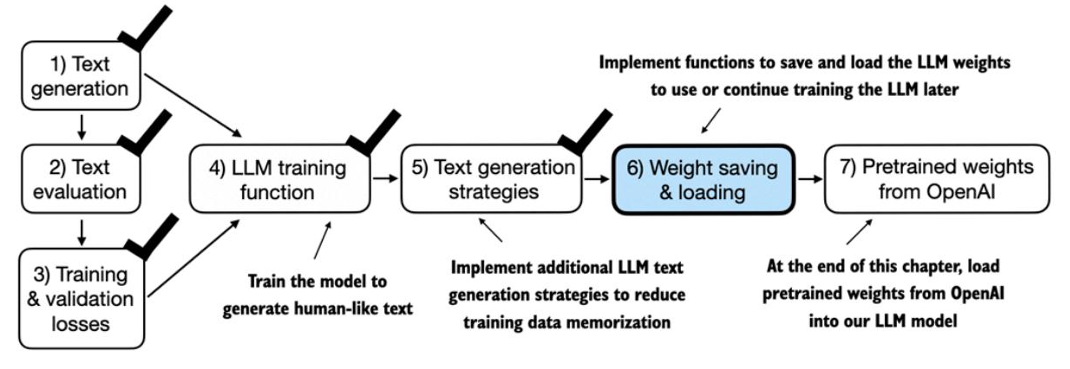 1) Text
generation
2) Text
evaluation
3) Training
& validation
losses
4) LLM training
function
Train the model to
generate human-like text
5) Text generation
strategies
Implement additional LLM text
generation strategies to reduce
training data memorization
Implement functions to save and load the LLM weights
to use or continue training the LLM later
6) Weight saving
& loading
7) Pretrained weights
from OpenAI
At the end of this chapter, load
pretrained weights from OpenAI
into our LLM model